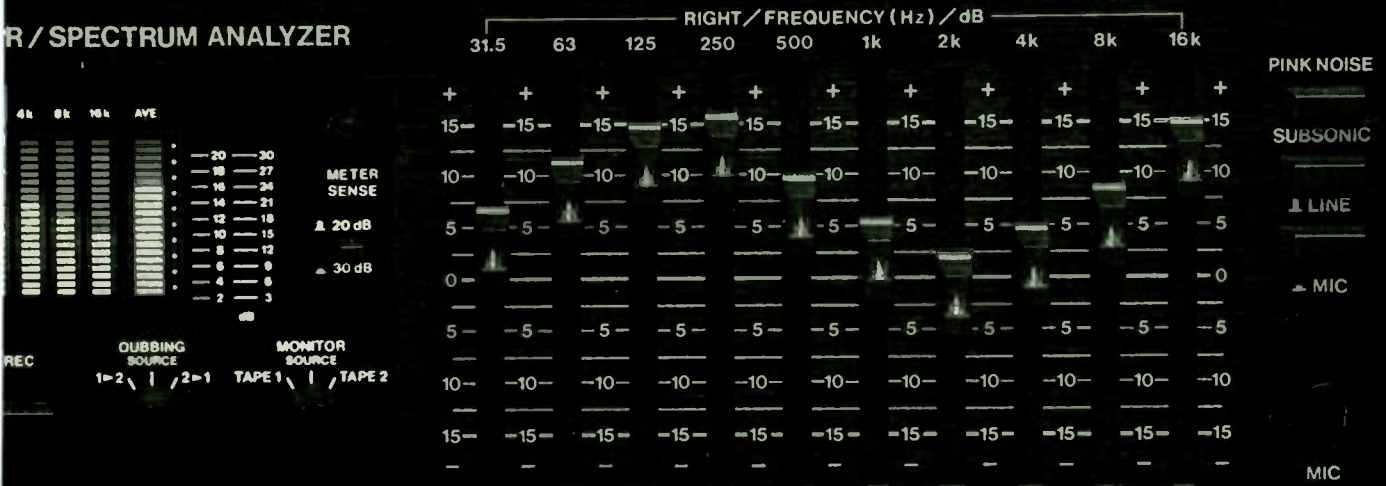 R/SPECTRUM ANALYZER
4k 8k 16k AVE
20 30
18 27
16 24
14 21
12 18
10 15
8 12
6 9
4 6
2 3
dB
METER
SENSE
20 dB
30 dB
REC
DUBBING
SOURCE
1►2 2►1
MONITOR
SOURCE
TAPE 1 TAPE 2
RIGHT/FREQUENCY (Hz)/dB
31.5 63 125 250 500 1k 2k 4k 8k 16k
+ + + + + + + + + + +
15 15 15 15 15 15 15 15 15 15 15
10 10 10 10 10 10 10 10 10 10 10
5 5 5 5 5 5 5 5 5 5 5
0 0
5 5 5 5 5 5 5 5 5 5 5
10 10 10 10 10 10 10 10 10 10 10
15 15 15 15 15 15 15 15 15 15 15
– – – – – – – – – – –
PINK NOISE
SUBSONIC
LINE
MIC
MIC